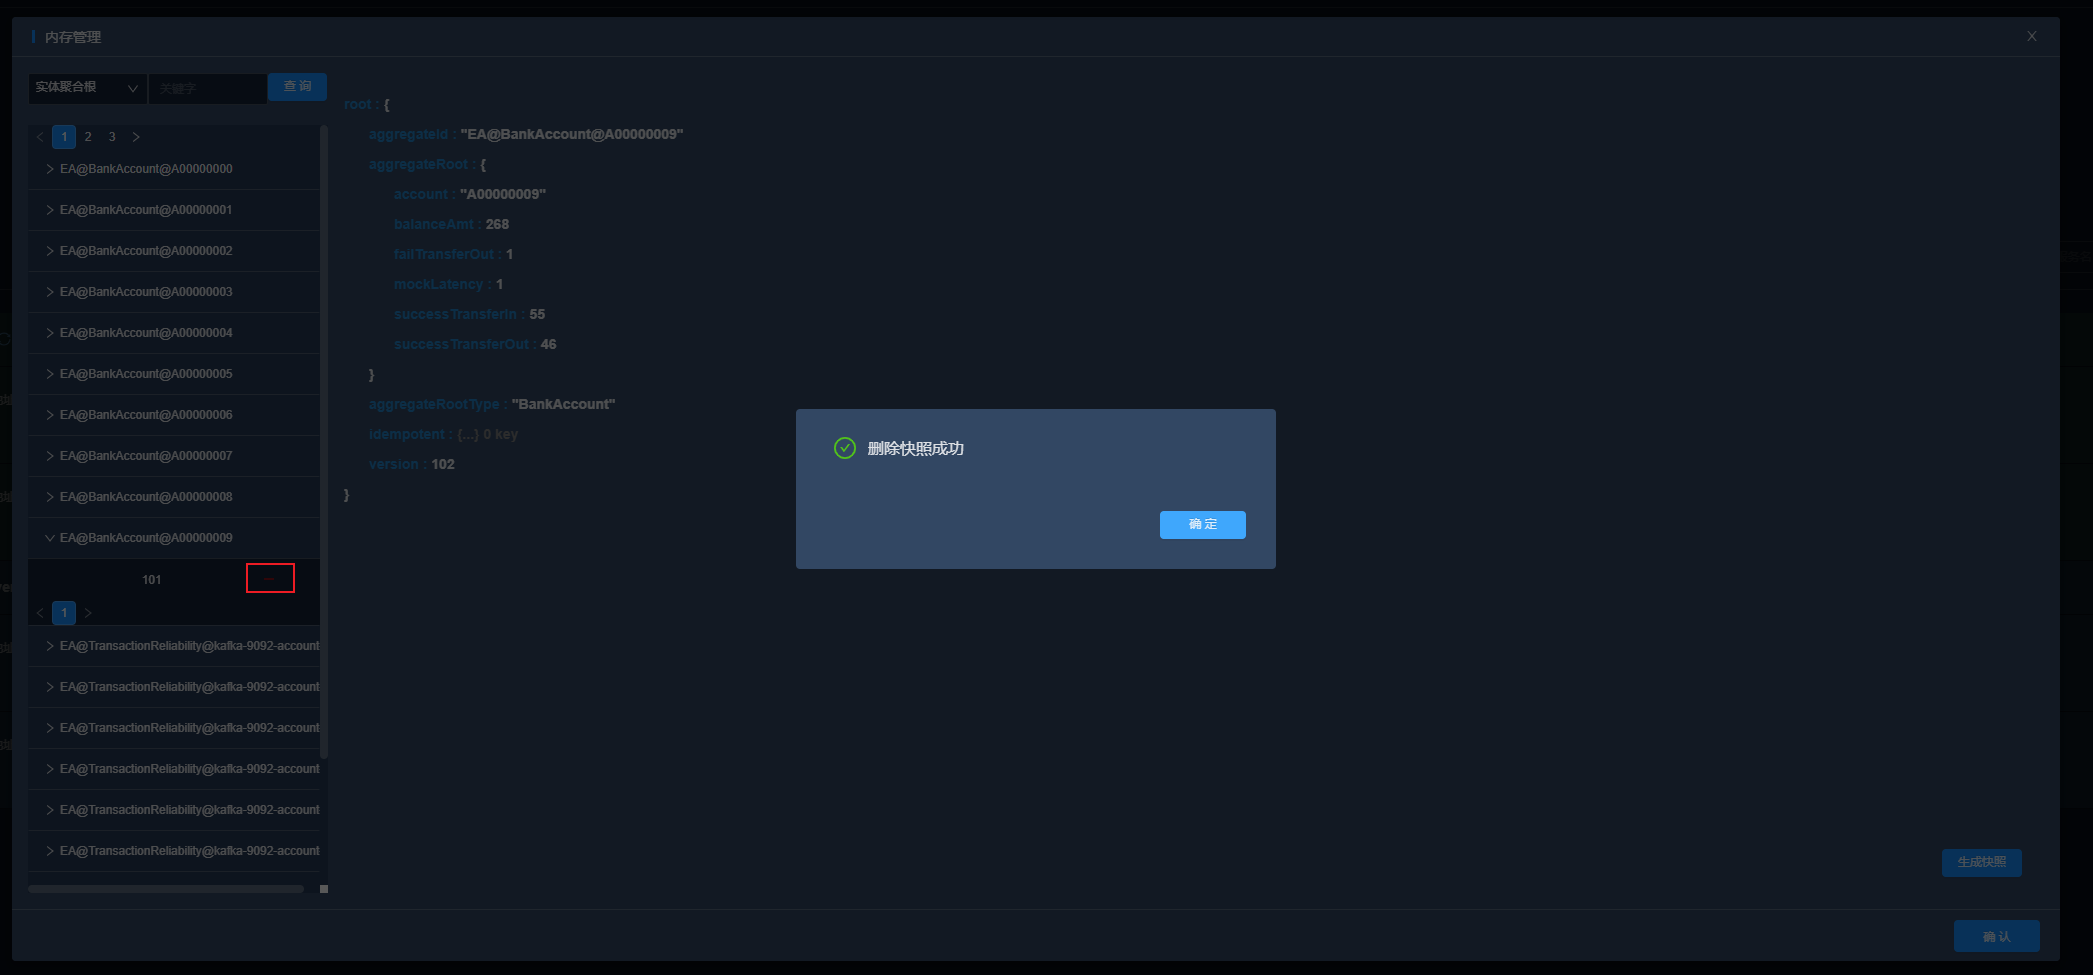 内存管理
实体聚合根 关键字 查 询
1 2 3
EA@BankAccount@A00000000
EA@BankAccount@A00000001
EA@BankAccount@A00000002
EA@BankAccount@A00000003
EA@BankAccount@A00000004
EA@BankAccount@A00000005
EA@BankAccount@A00000006
EA@BankAccount@A00000007
EA@BankAccount@A00000008
EA@BankAccount@A00000009
101
1
EA@TransactionReliability@kafka-9092-account
EA@TransactionReliability@kafka-9092-account
EA@TransactionReliability@kafka-9092-account
EA@TransactionReliability@kafka-9092-account
EA@TransactionReliability@kafka-9092-account
EA@TransactionReliability@kafka-9092-account
root : {
aggregateId : "EA@BankAccount@A00000009"
aggregateRoot : {
account : "A00000009"
balanceAmt : 268
failTransferOut : 1
mockLatency : 1
successTransferIn : 55
successTransferOut : 46
}
aggregateRootType : "BankAccount"
idempotent : {...} 0 key
version : 102
}
删除快照成功
确 定
生成快照
确 认